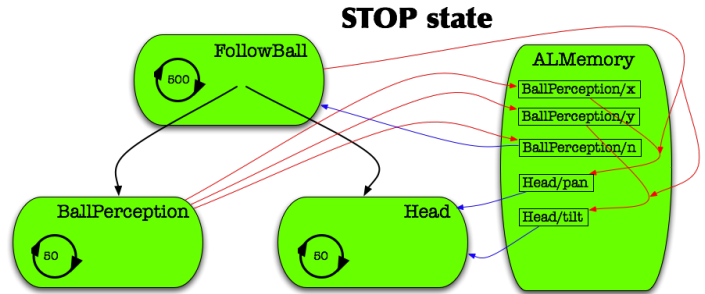 STOP state
FollowBall
500
ALMemory
BallPerception/x
BallPerception/y
BallPerception/n
Head/pan
Head/tilt
BallPerception
50
Head
50